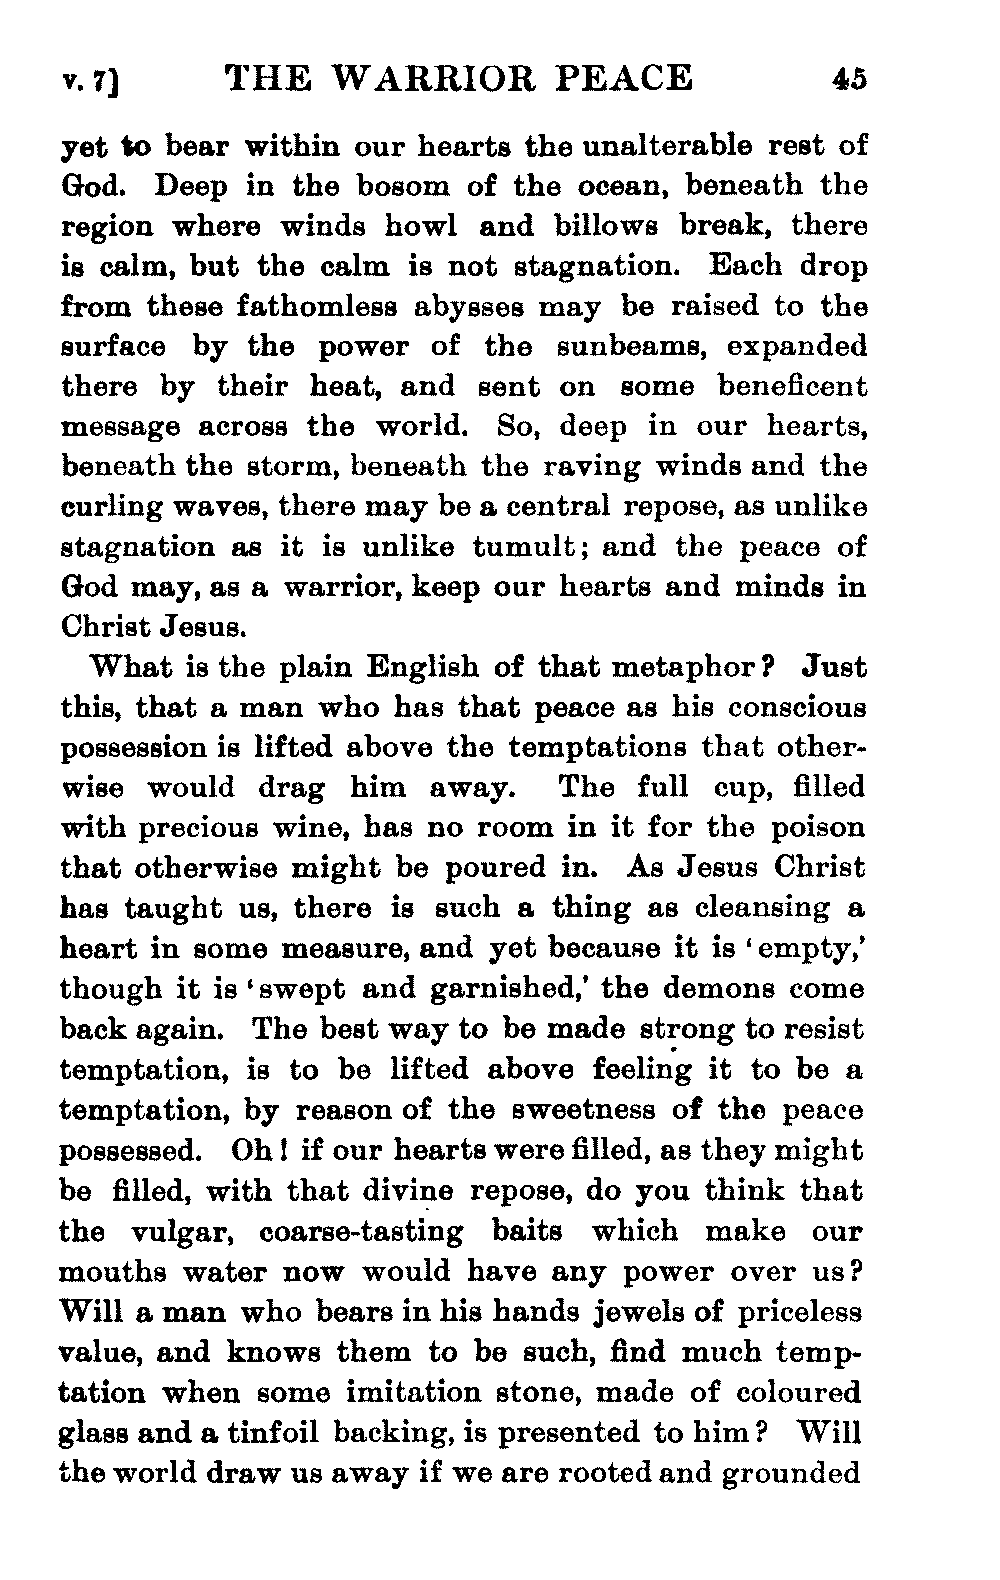 v. 7] THE WARRIOR PEACE 45
yet to bear within our hearts the unalterable rest of
God. Deep in the bosom of the ocean, beneath the
region where winds howl and billows break, there
is calm, but the calm is not stagnation. Each drop
from these fathomless abysses may be raised to the
surface by the power of the sunbeams, expanded
there by their heat, and sent on some beneficent
message across the world. So, deep in our hearts,
beneath the storm, beneath the raving winds and the
curling waves, there may be a central repose, as unlike
stagnation as it is unlike tumult; and the peace of
God may, as a warrior, keep our hearts and minds in
Christ Jesus.
What is the plain English of that metaphor? Just
this, that a man who has that peace as his conscious
possession is lifted above the temptations that other-
wise would drag him away. The full cup, filled
with precious wine, has no room in it for the poison
that otherwise might be poured in. As Jesus Christ
has taught us, there is such a thing as cleansing a
heart in some measure, and yet because it is 'empty,'
though it is 'swept and garnished,' the demons come
back again. The best way to be made strong to resist
temptation, is to be lifted above feeling it to be a
temptation, by reason of the sweetness of the peace
possessed. Oh! if our hearts were filled, as they might
be filled, with that divine repose, do you think that
the vulgar, coarse-tasting baits which make our
mouths water now would have any power over us?
Will a man who bears in his hands jewels of priceless
value, and knows them to be such, find much temp-
tation when some imitation stone, made of coloured
glass and a tinfoil backing, is presented to him? Will
the world draw us away if we are rooted and grounded